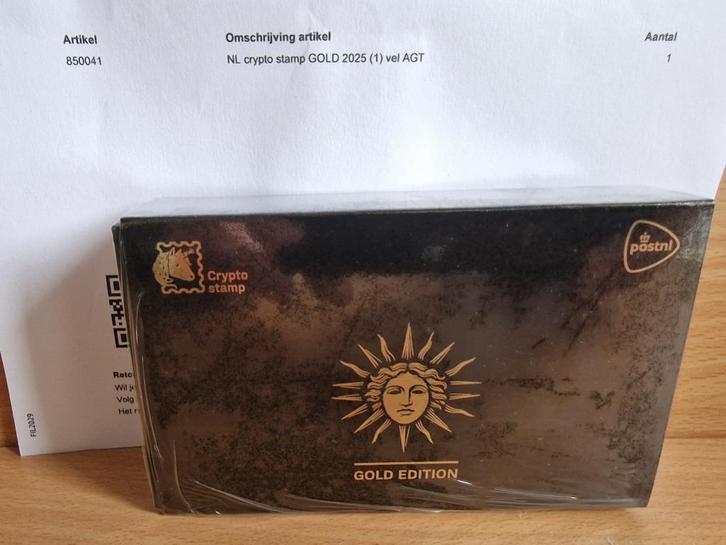 Artikel Omschrijving artikel Aantal
850041 NL crypto stamp GOLD 2025 (1) vel AGT 1
Crypto
stamp
postnl
GOLD EDITION
Wil
Volg
Het
FIL2029